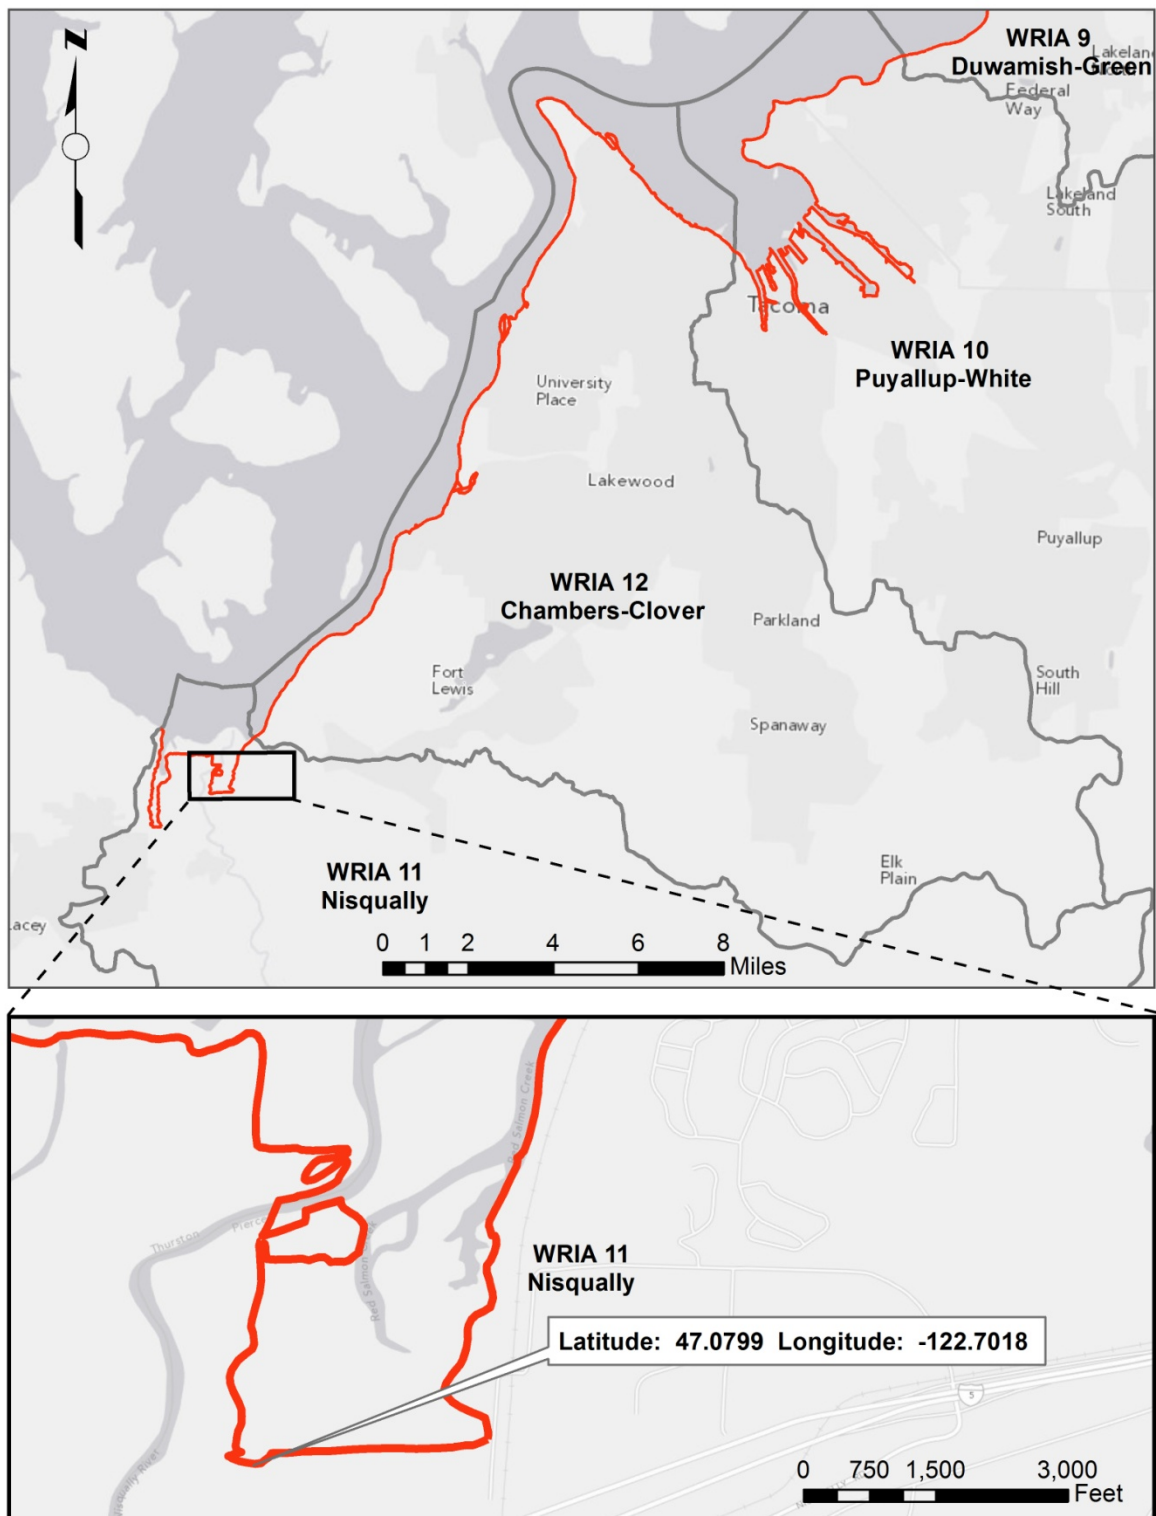 N
WRIA 9
Duwamish-Green
Federal
Way
Lakeland
South
Tacoma
WRIA 10
Puyallup-White
University
Place
Lakewood
Puyallup
WRIA 12
Chambers-Clover
Parkland
Fort
Lewis
South
Hill
Spanaway
Elk
Plain
WRIA 11
Nisqually
acey
0 1 2 4 6 8
Miles
Red Salmon Creek
Thurston
Pierce
Red Salmon Creek
WRIA 11
Nisqually
Latitude: 47.0799 Longitude: -122.7018
5
isqually River
0 750 1,500 3,000
Feet